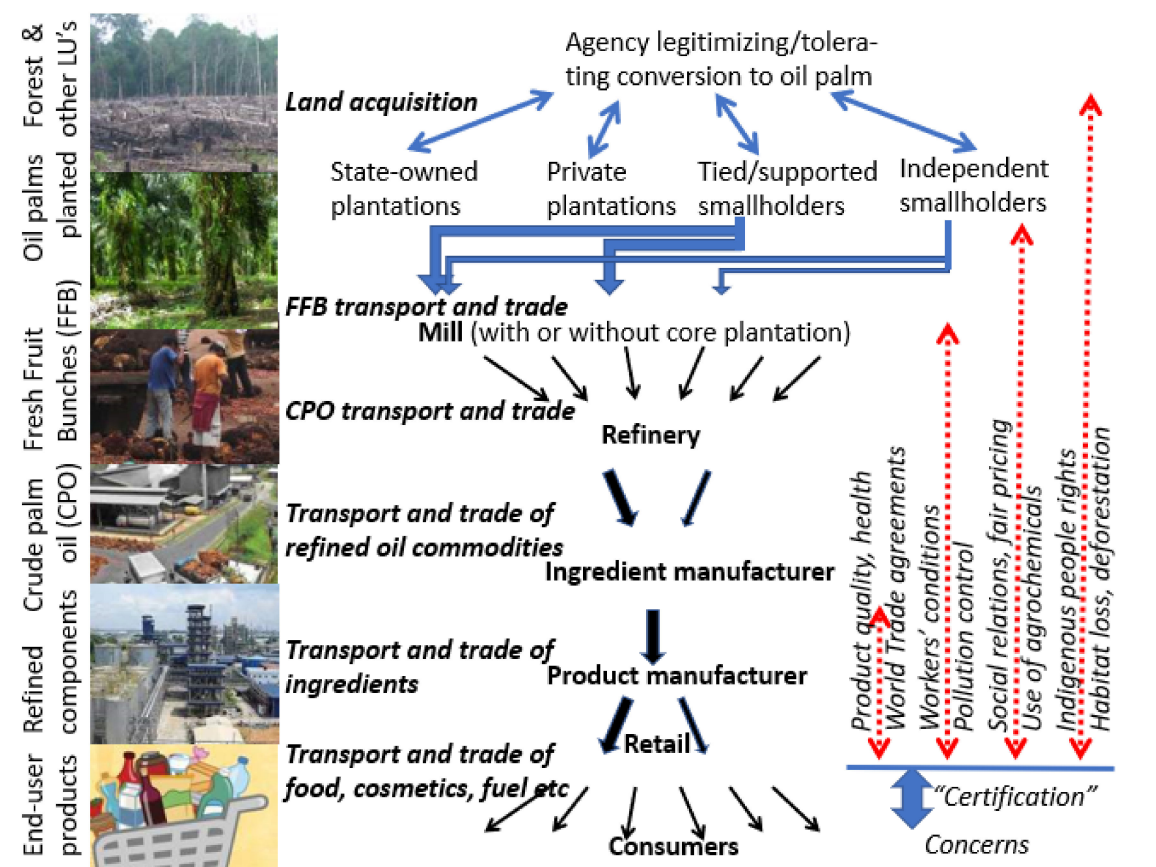 Forest &
other LU's
Oil palms
planted
Fresh Fruit
Bunches (FFB)
Crude palm
oil (CPO)
Refined
components
End-user
products
Agency legitimizing/tolera-
ting conversion to oil palm
Land acquisition
State-owned
plantations
Private
plantations
Tied/supported
smallholders
Independent
smallholders
FFB transport and trade
Mill (with or without core plantation)
CPO transport and trade
Refinery
Transport and trade of
refined oil commodities
Ingredient manufacturer
Transport and trade of
ingredients
Product manufacturer
Retail
Transport and trade of
food, cosmetics, fuel etc
Consumers
Product quality, health
World Trade agreements
Workers' conditions
Pollution control
Social relations, fair pricing
Use of agrochemicals
Indigenous people rights
Habitat loss, deforestation
“Certification”
Concerns